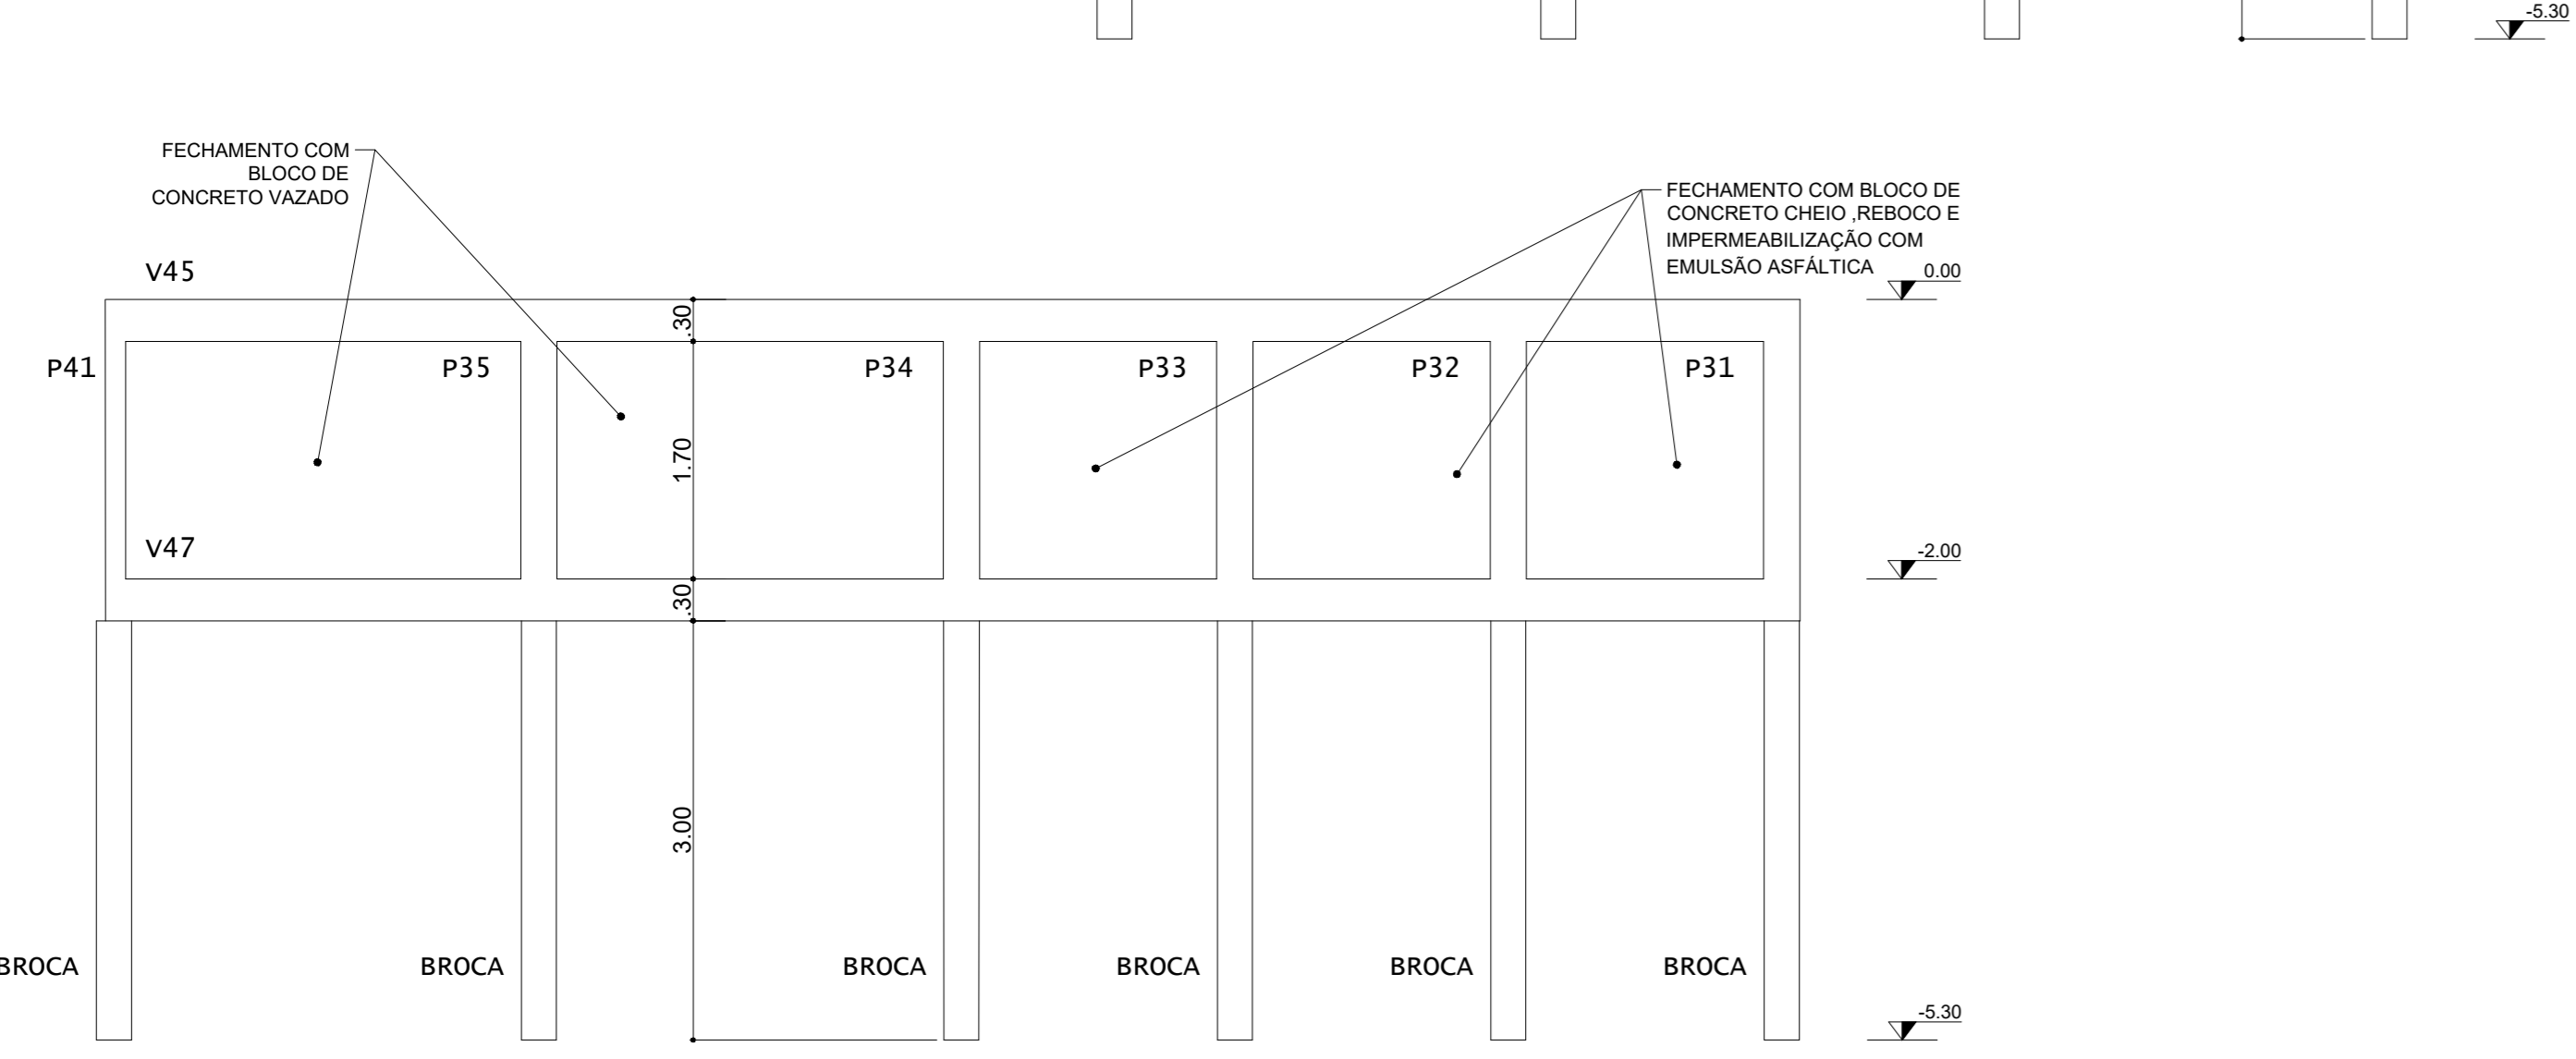 -5.30
FECHAMENTO COM
BLOCO DE
CONCRETO VAZADO
FECHAMENTO COM BLOCO DE
CONCRETO CHEIO ,REBOCO E
IMPERMEABILIZAÇÃO COM
EMULSÃO ASFÁLTICA
0.00
V45
.30
P41
P35
P34
P33
P32
P31
1.70
V47
-2.00
.30
3.00
BROCA
BROCA
BROCA
BROCA
BROCA
BROCA
-5.30